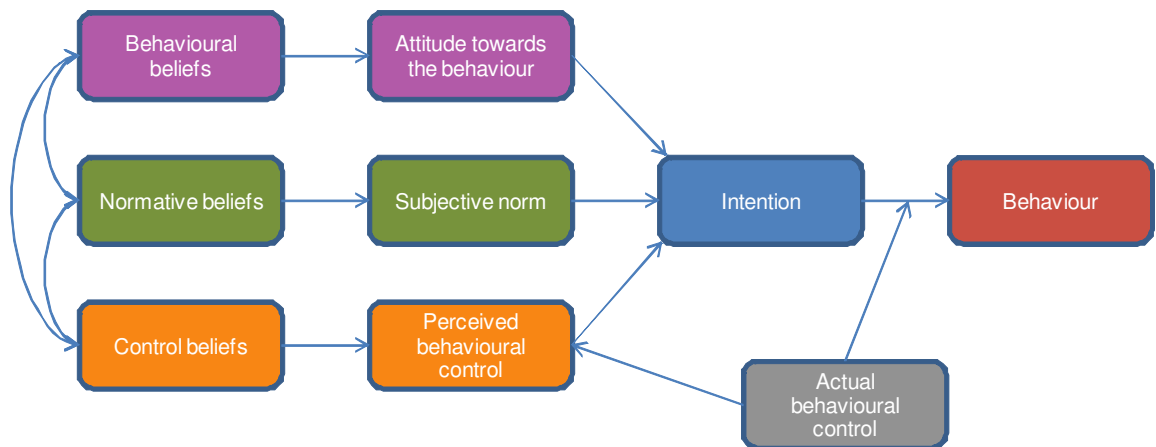 Behavioural
beliefs
Attitude towards
the behaviour
Normative beliefs
Subjective norm
Intention
Behaviour
Control beliefs
Perceived
behavioural
control
Actual
behavioural
control